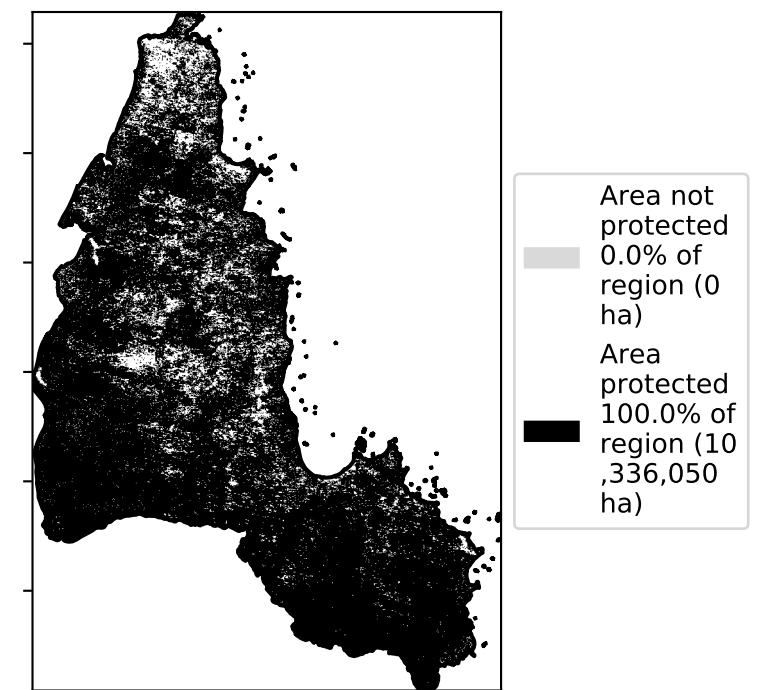 Area not
protected
0.0% of
region (0
ha)
Area
protected
100.0% of
region (10
,336,050
ha)